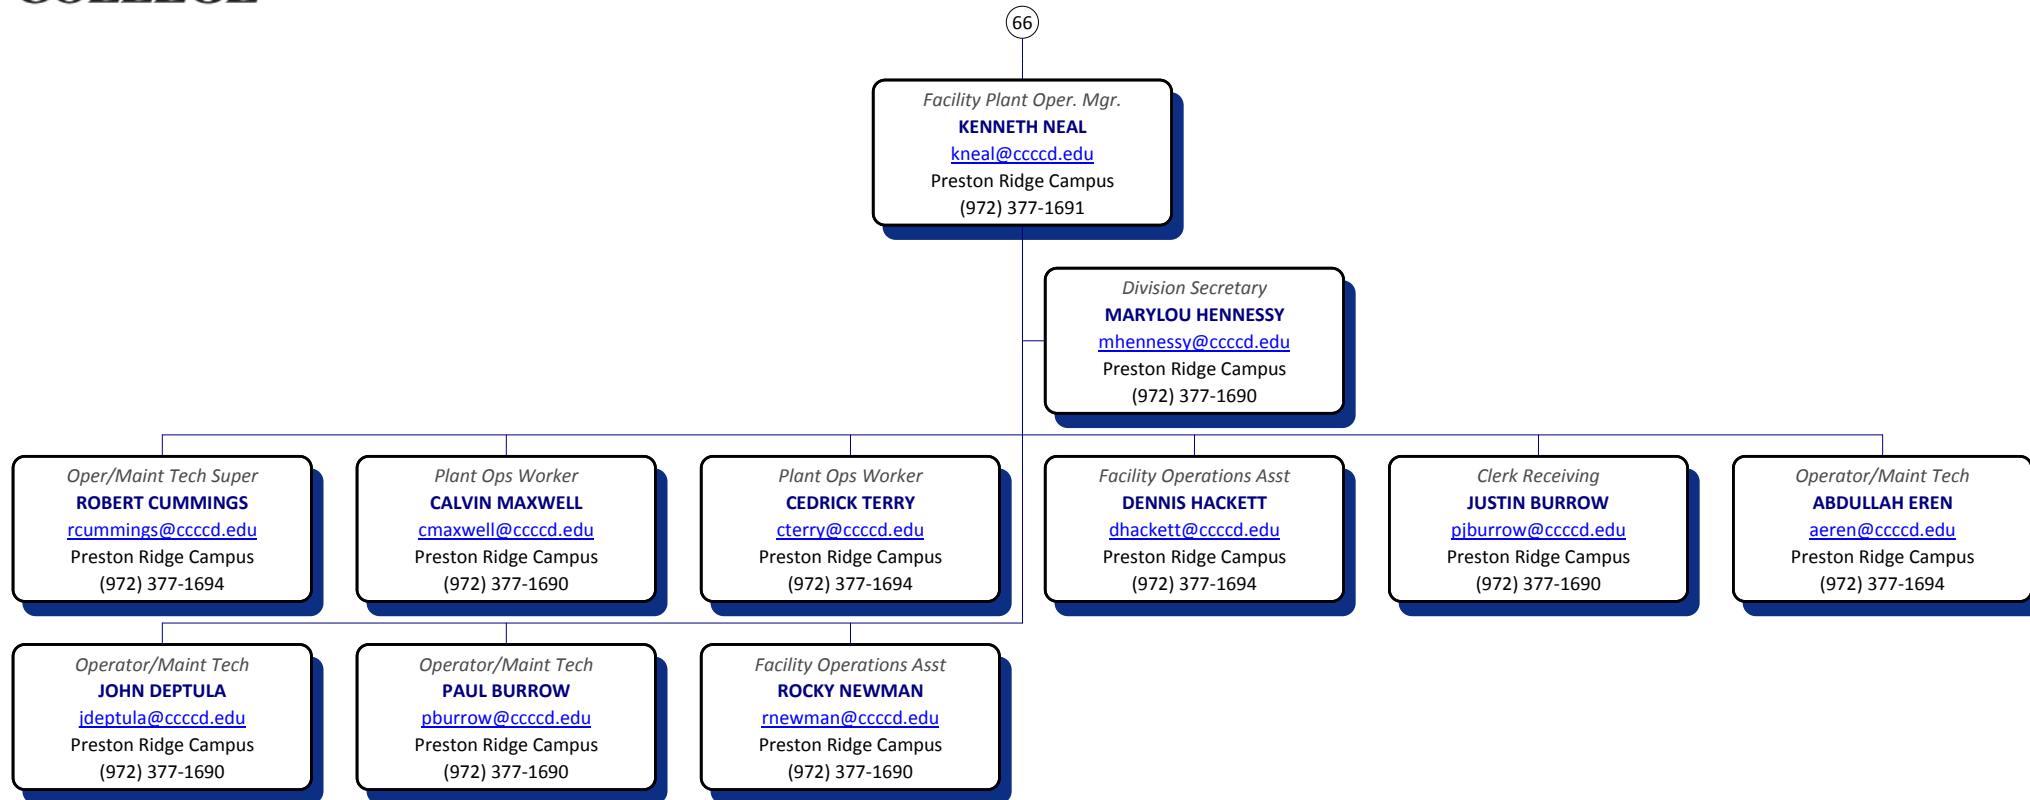 66
Facility Plant Oper. Mgr.
KENNETH NEAL
kneal@ccccd.edu
Preston Ridge Campus
(972) 377-1691
Division Secretary
MARYLOU HENNESSY
mhennessy@ccccd.edu
Preston Ridge Campus
(972) 377-1690
Oper/Maint Tech Super
ROBERT CUMMINGS
rcummings@ccccd.edu
Preston Ridge Campus
(972) 377-1694
Plant Ops Worker
CALVIN MAXWELL
cmaxwell@ccccd.edu
Preston Ridge Campus
(972) 377-1690
Plant Ops Worker
CEDRICK TERRY
cterry@ccccd.edu
Preston Ridge Campus
(972) 377-1694
Facility Operations Asst
DENNIS HACKETT
dhackett@ccccd.edu
Preston Ridge Campus
(972) 377-1694
Clerk Receiving
JUSTIN BURROW
pjburrow@ccccd.edu
Preston Ridge Campus
(972) 377-1690
Operator/Maint Tech
ABDULLAH EREN
aeren@ccccd.edu
Preston Ridge Campus
(972) 377-1694
Operator/Maint Tech
JOHN DEPTULA
jdeptula@ccccd.edu
Preston Ridge Campus
(972) 377-1690
Operator/Maint Tech
PAUL BURROW
pburrow@ccccd.edu
Preston Ridge Campus
(972) 377-1690
Facility Operations Asst
ROCKY NEWMAN
rnewman@ccccd.edu
Preston Ridge Campus
(972) 377-1690